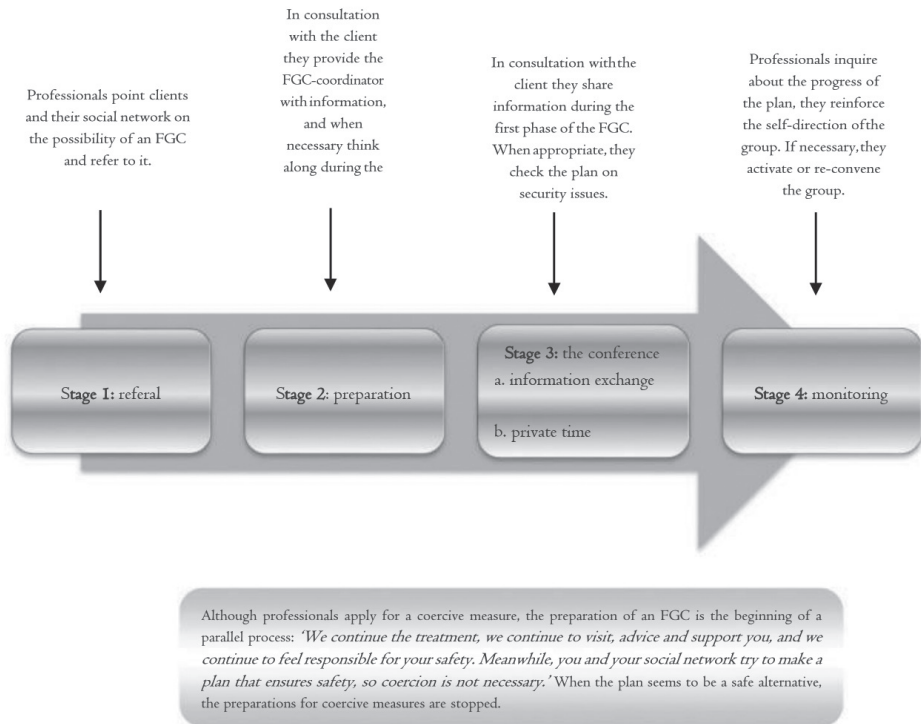 Professionals point clients
and their social network on
the possibility of an FGC
and refer to it.
In consultation
with the client
they provide the
FGC-coordinator
with information,
and when
necessary think
along during the
In consultation with the
client they share
information during the
first phase of the FGC.
When appropriate, they
check the plan on
security issues.
Professionals inquire
about the progress of
the plan, they reinforce
the self-direction of the
group. If necessary, they
activate or re-convene
the group.
Stage 1: referal
Stage 2: preparation
Stage 3: the conference
a. information exchange
b. private time
Stage 4: monitoring
Although professionals apply for a coercive measure, the preparation of an FGC is the beginning of a
parallel process: ‘We continue the treatment, we continue to visit, advice and support you, and we
continue to feel responsible for your safety. Meanwhile, you and your social network try to make a
plan that ensures safety, so coercion is not necessary.’ When the plan seems to be a safe alternative,
the preparations for coercive measures are stopped.